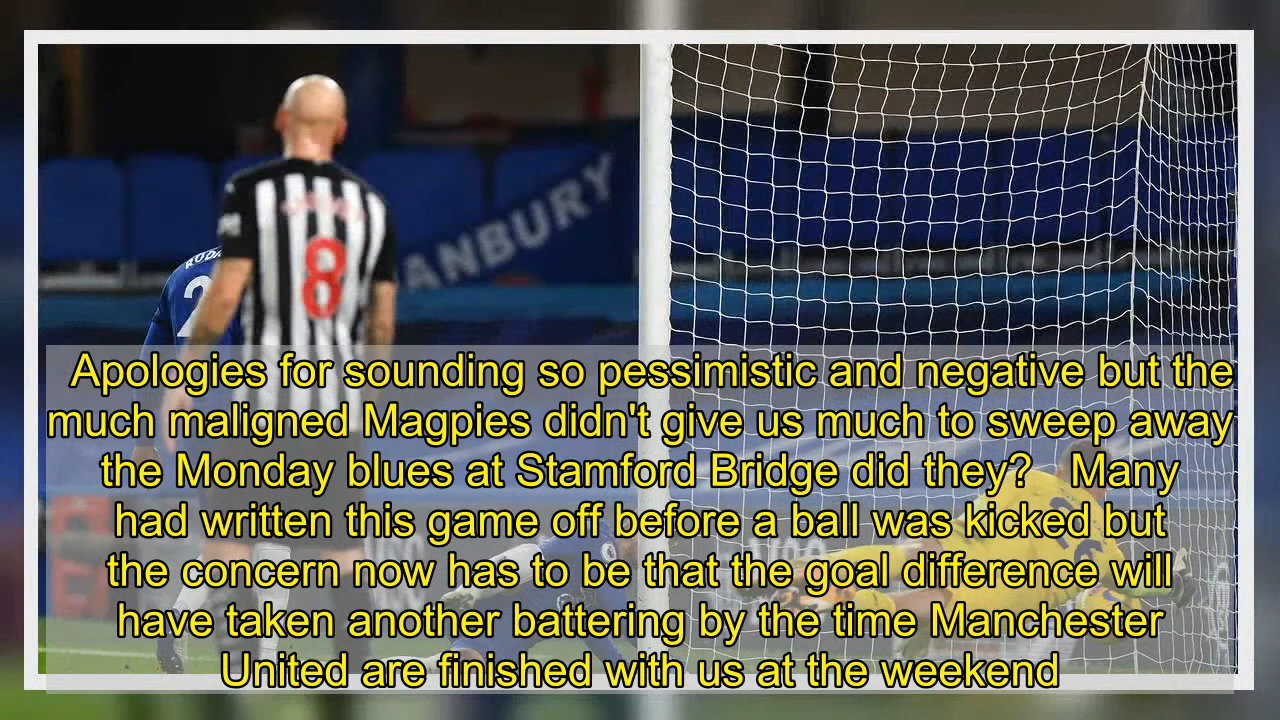 ANBURY
8
2
Apologies for sounding so pessimistic and negative but the
much maligned Magpies didn't give us much to sweep away
the Monday blues at Stamford Bridge did they?   Many
had written this game off before a ball was kicked but
the concern now has to be that the goal difference will
have taken another battering by the time Manchester
United are finished with us at the weekend